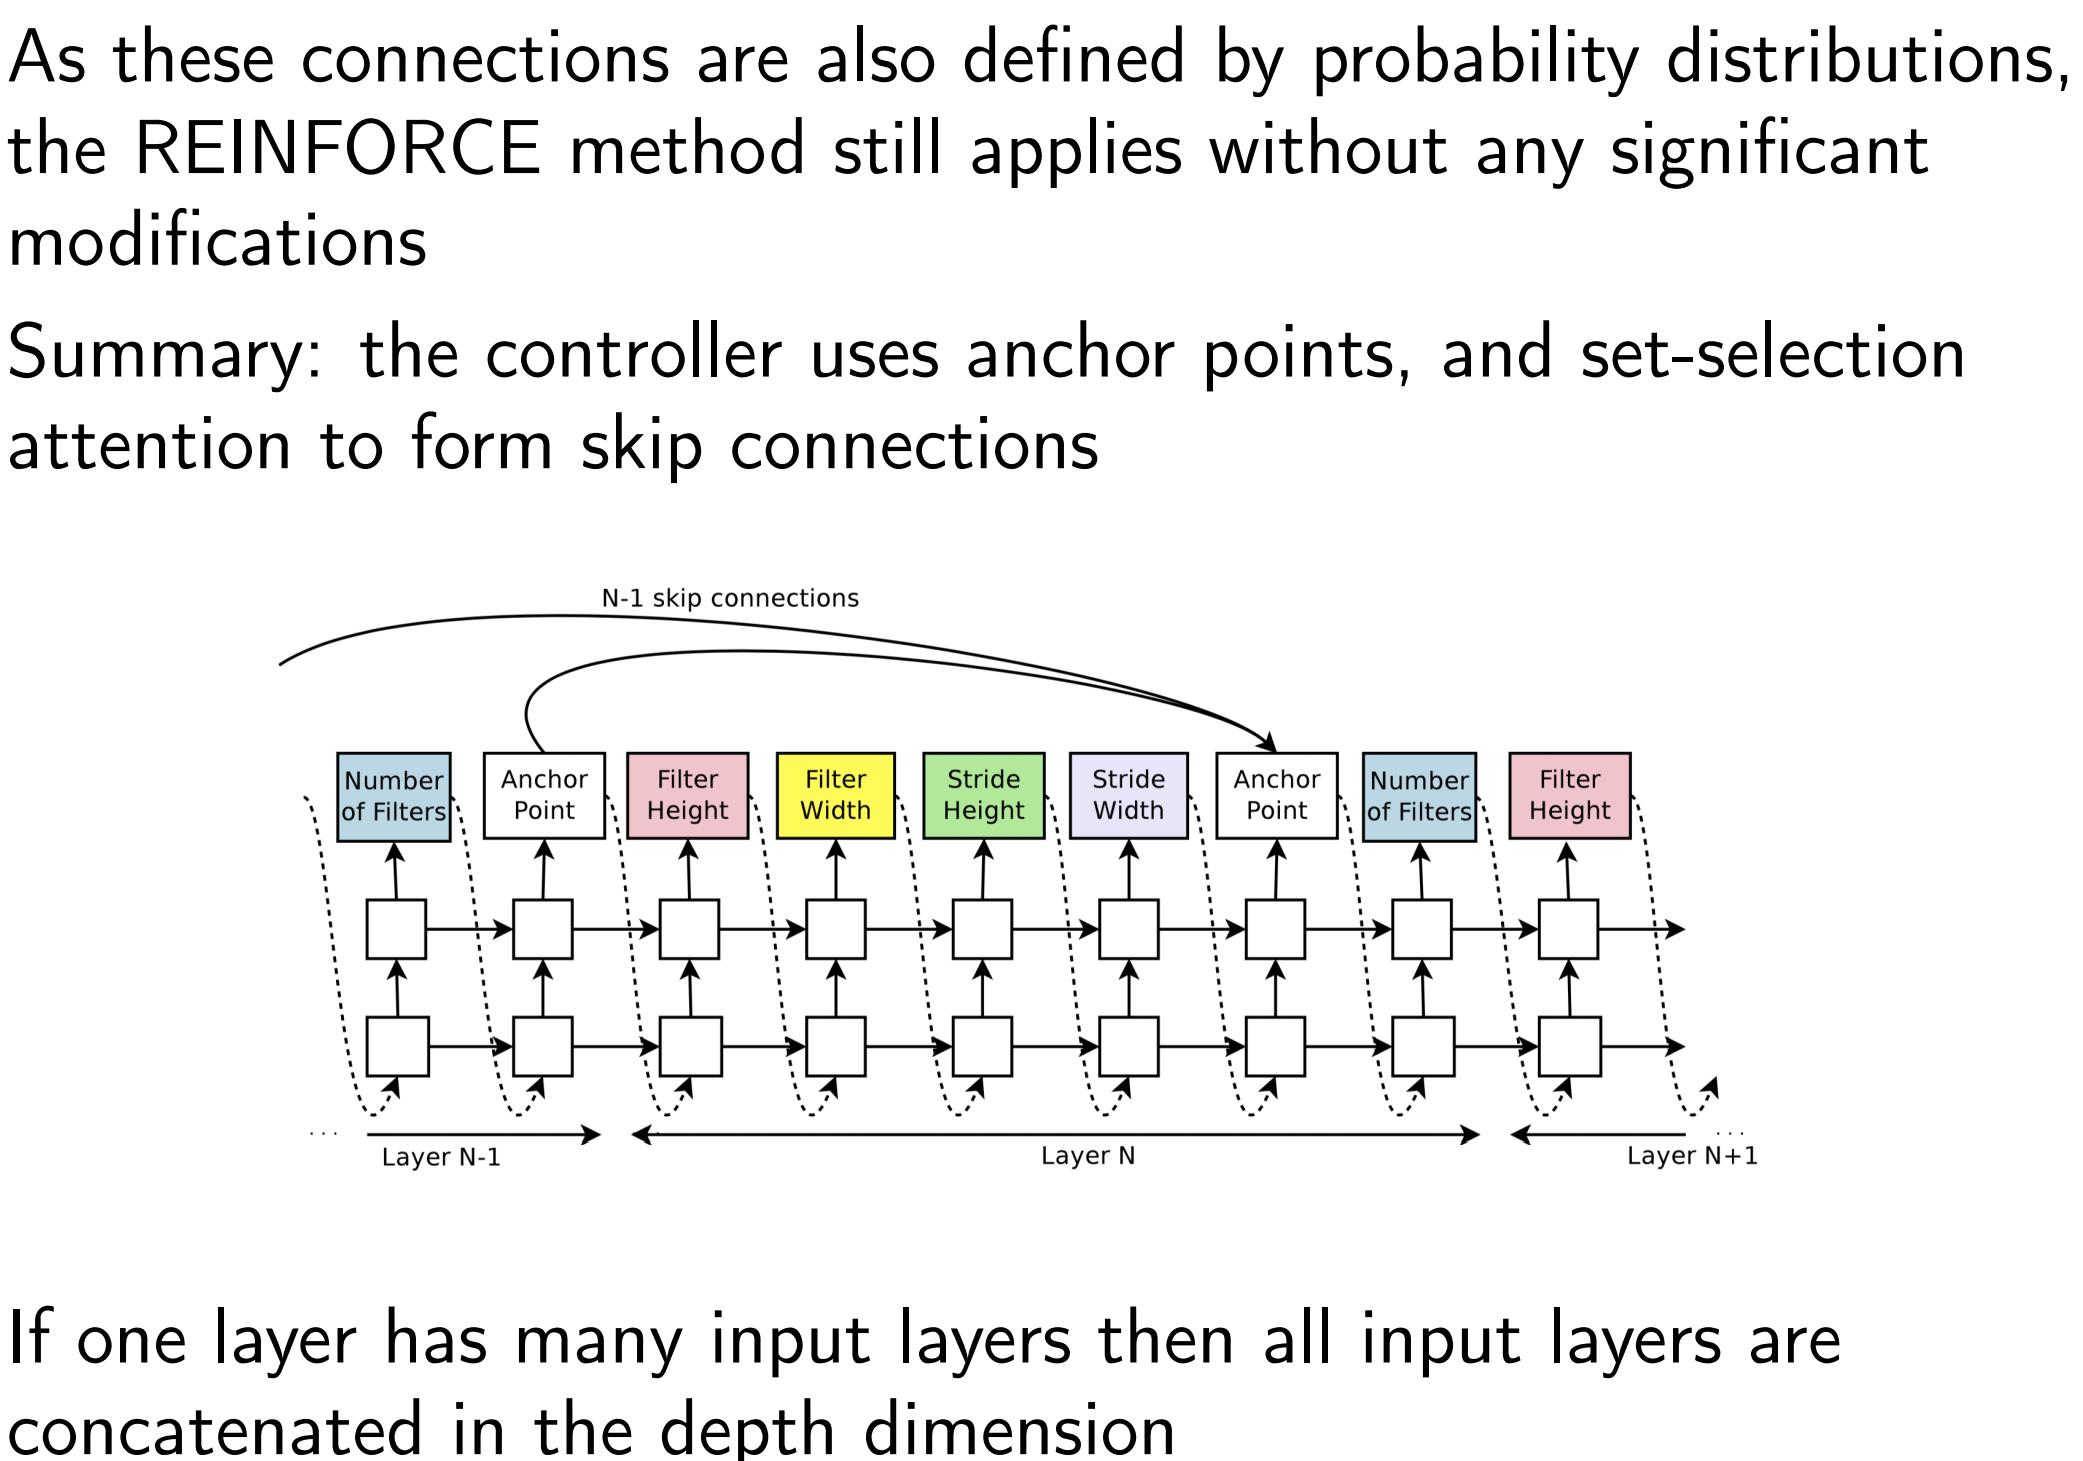 As these connections are also defined by probability distributions,
the REINFORCE method still applies without any significant
modifications
Summary: the controller uses anchor points, and set-selection
attention to form skip connections
N-1 skip connections
Number
of Filters
Anchor
Point
Filter
Height
Filter
Width
Stride
Height
Stride
Width
Anchor
Point
Number
of Filters
Filter
Height
...
Layer N-1
Layer N
...
Layer N+1
If one layer has many input layers then all input layers are
concatenated in the depth dimension